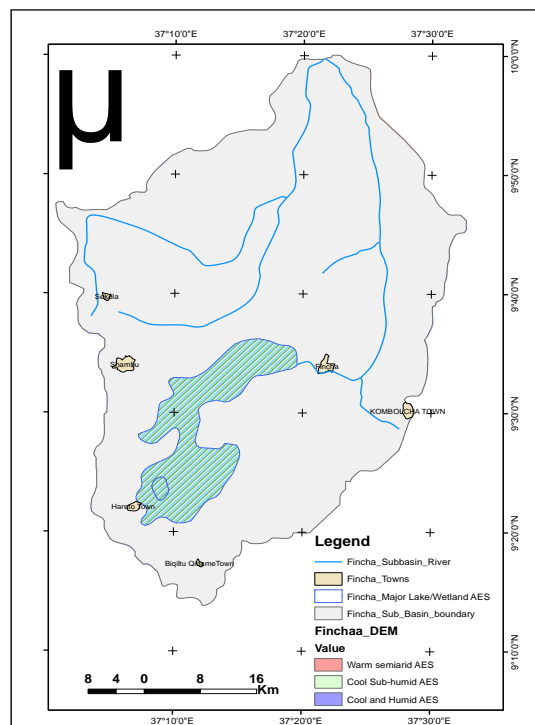 37°10'0"E 37°20'0"E 37°30'0"E
µ
10°0'0"N
9°50'0"N
9°40'0"N
9°30'0"N
9°20'0"N
9°10'0"N
Shambu
Fincha
KOMBOLCHA TOWN
Hareto Town
Legend
Fincha_Subbasin_River
Fincha_Towns
Fincha_Major Lake/Wetland AES
Fincha_Sub_Basin_boundary
Finchaa_DEM
Value
Warm semiarid AES
Cool Sub-humid AES
Cool and Humid AES
8 4 0 8 16
Km
37°10'0"E 37°20'0"E 37°30'0"E